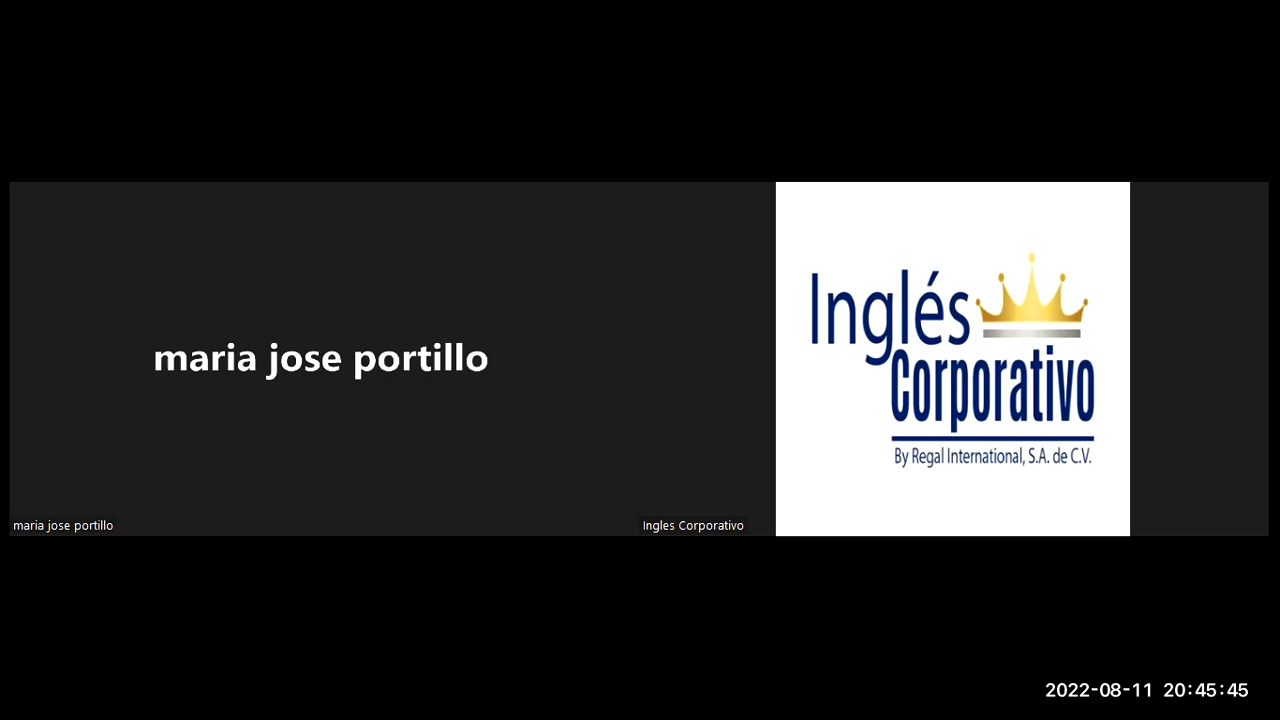 maria jose portillo
maria jose portillo
Inglés
Corporativo
By Regal International, S.A. de C.V.
Ingles Corporativo
2022-08-11 20:45:45